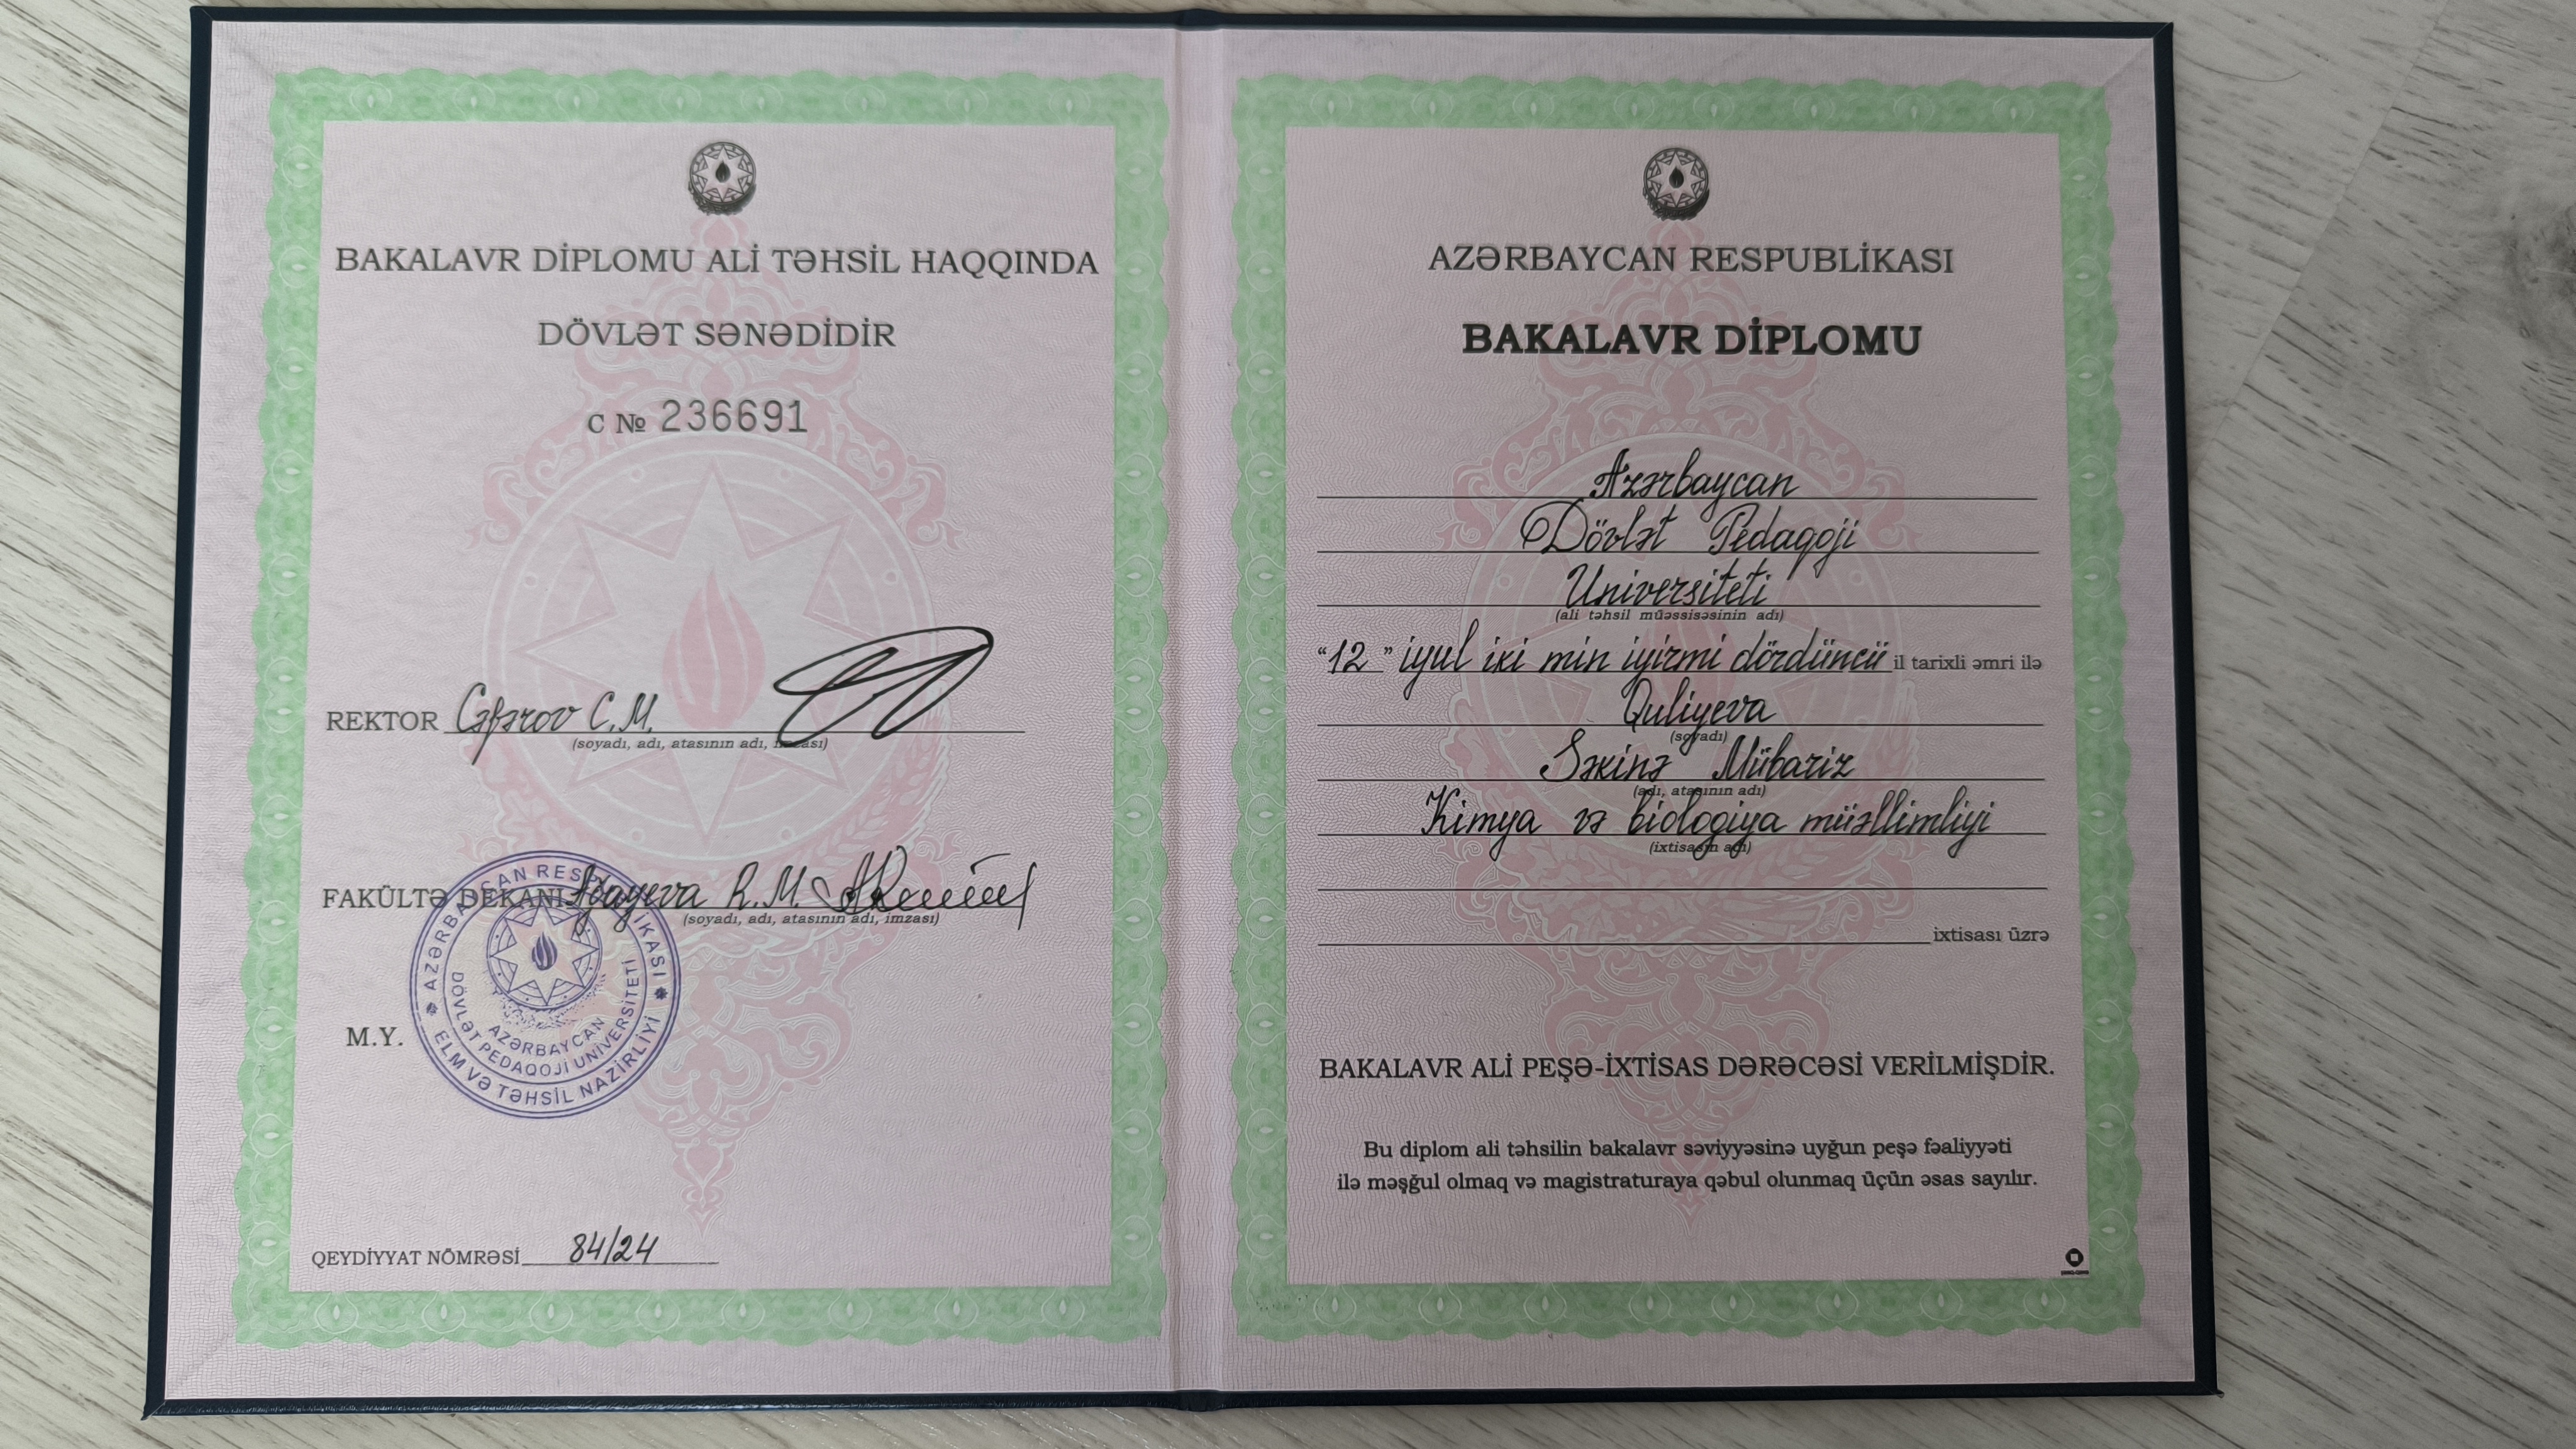 BAKALAVR DİPLOMU ALİ TƏHSİL HAQQINDA
DÖVLƏT SƏNƏDİDİR
C № 236691
REKTOR Cəfərov C.M.
(soyadı, adı, atasının adı, imzası)
FAKÜLTƏ DEKANI Ağayeva R.M.
(soyadı, adı, atasının adı, imzası)
M.Y.
AZƏRBAYCAN RESPUBLİKASI
ELM VƏ TƏHSİL NAZİRLİYİ
AZƏRBAYCAN
DÖVLƏT PEDAQOJİ UNİVERSİTETİ
QEYDİYYAT NÖMRƏSİ 84/24
AZƏRBAYCAN RESPUBLİKASI
BAKALAVR DİPLOMU
Azərbaycan
Dövlət Pedaqoji
Universiteti
(ali təhsil müəssisəsinin adı)
"12" iyul iki min iyirmi dördüncü il tarixli əmri ilə
Quliyeva
(soyadı)
Səkinə Mübariz
(adı, atasının adı)
Kimya və biologiya müəllimliyi
(ixtisasın adı)
ixtisası üzrə
BAKALAVR ALİ PEŞƏ-İXTİSAS DƏRƏCƏSİ VERİLMİŞDİR.
Bu diplom ali təhsilin bakalavr səviyyəsinə uyğun peşə fəaliyyəti
ilə məşğul olmaq və magistraturaya qəbul olunmaq üçün əsas sayılır.